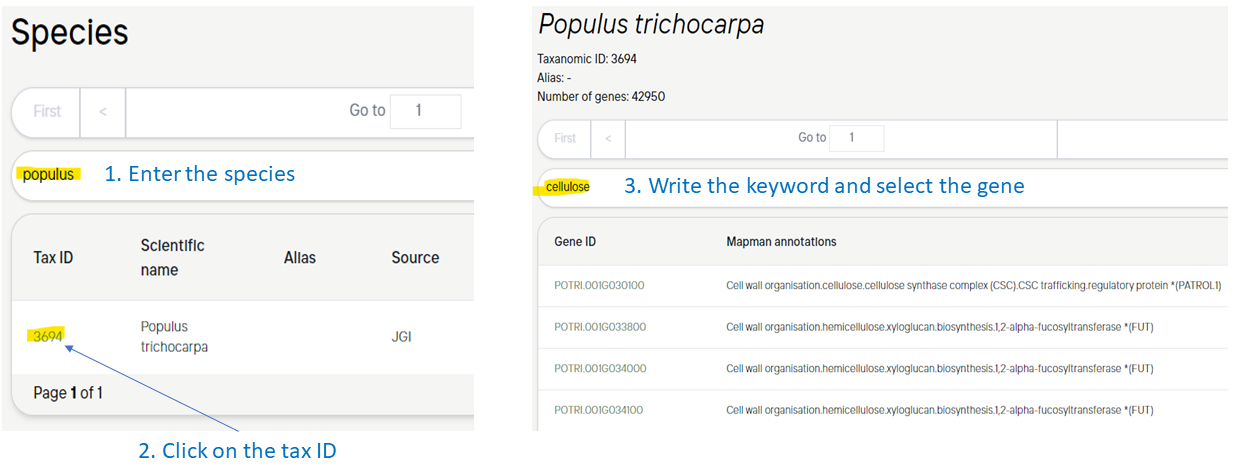 Species
First < Go to 1
populus 1. Enter the species
Tax ID Scientific name Alias Source
3694 Populus trichocarpa JGI
Page 1 of 1
2. Click on the tax ID
Populus trichocarpa
Taxanomic ID: 3694
Alias: -
Number of genes: 42950
First < Go to 1
cellulose 3. Write the keyword and select the gene
Gene ID Mapman annotations
POTRI.001G030100 Cell wall organisation.cellulose.cellulose synthase complex (CSC).CSC trafficking.regulatory protein *(PATROL1)
POTRI.001G033800 Cell wall organisation.hemicellulose.xyloglucan.biosynthesis.1,2-alpha-fucosyltransferase *(FUT)
POTRI.001G034000 Cell wall organisation.hemicellulose.xyloglucan.biosynthesis.1,2-alpha-fucosyltransferase *(FUT)
POTRI.001G034100 Cell wall organisation.hemicellulose.xyloglucan.biosynthesis.1,2-alpha-fucosyltransferase *(FUT)